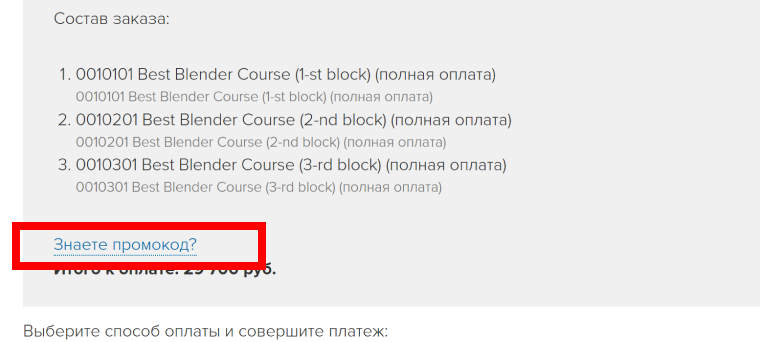 Состав заказа:
1. 0010101 Best Blender Course (1-st block) (полная оплата)
0010101 Best Blender Course (1-st block) (полная оплата)
2. 0010201 Best Blender Course (2-nd block) (полная оплата)
0010201 Best Blender Course (2-nd block) (полная оплата)
3. 0010301 Best Blender Course (3-rd block) (полная оплата)
0010301 Best Blender Course (3-rd block) (полная оплата)
Знаете промокод?
Итого к оплате: 29 700 руб.
Выберите способ оплаты и совершите платеж: